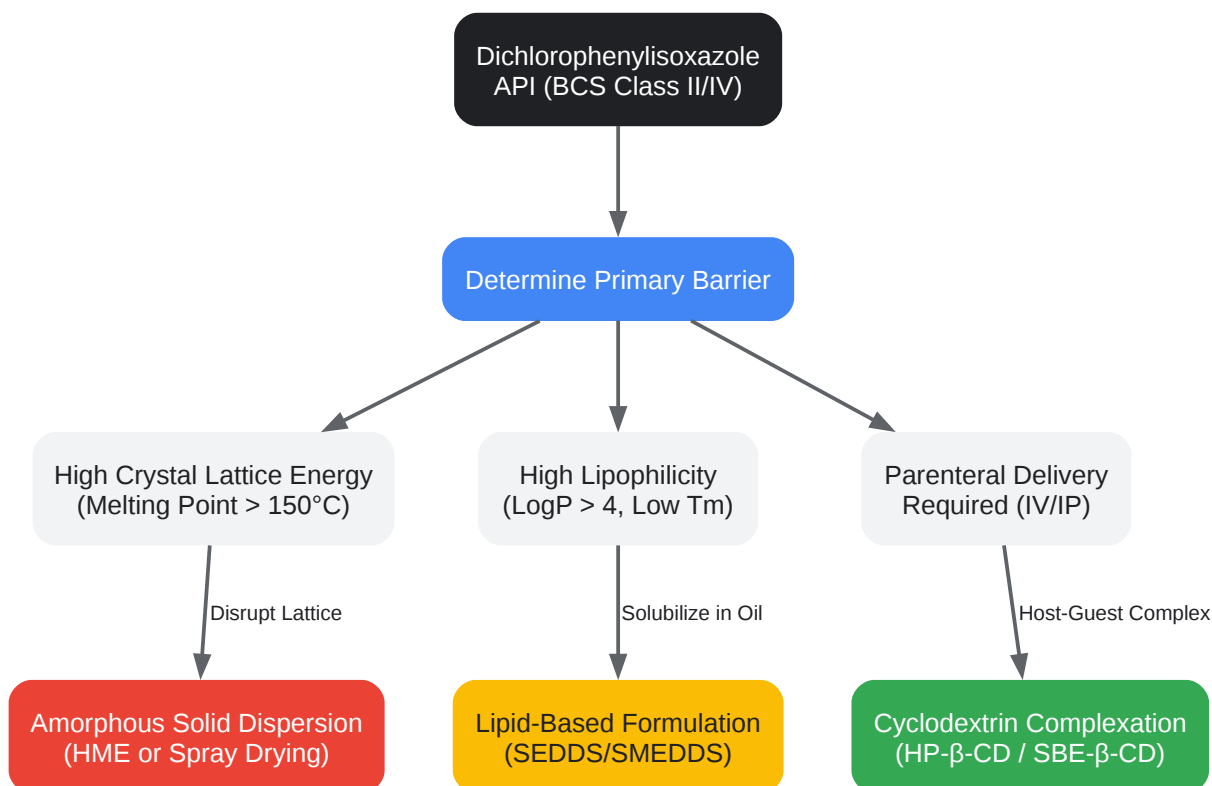 Dichlorophenylisoxazole
API (BCS Class II/IV)
Determine Primary Barrier
High Crystal Lattice Energy
(Melting Point > 150°C)
High Lipophilicity
(LogP > 4, Low Tm)
Parenteral Delivery
Required (IV/IP)
Disrupt Lattice
Solubilize in Oil
Host-Guest Complex
Amorphous Solid Dispersion
(HME or Spray Drying)
Lipid-Based Formulation
(SEDDS/SMEDDS)
Cyclodextrin Complexation
(HP-β-CD / SBE-β-CD)